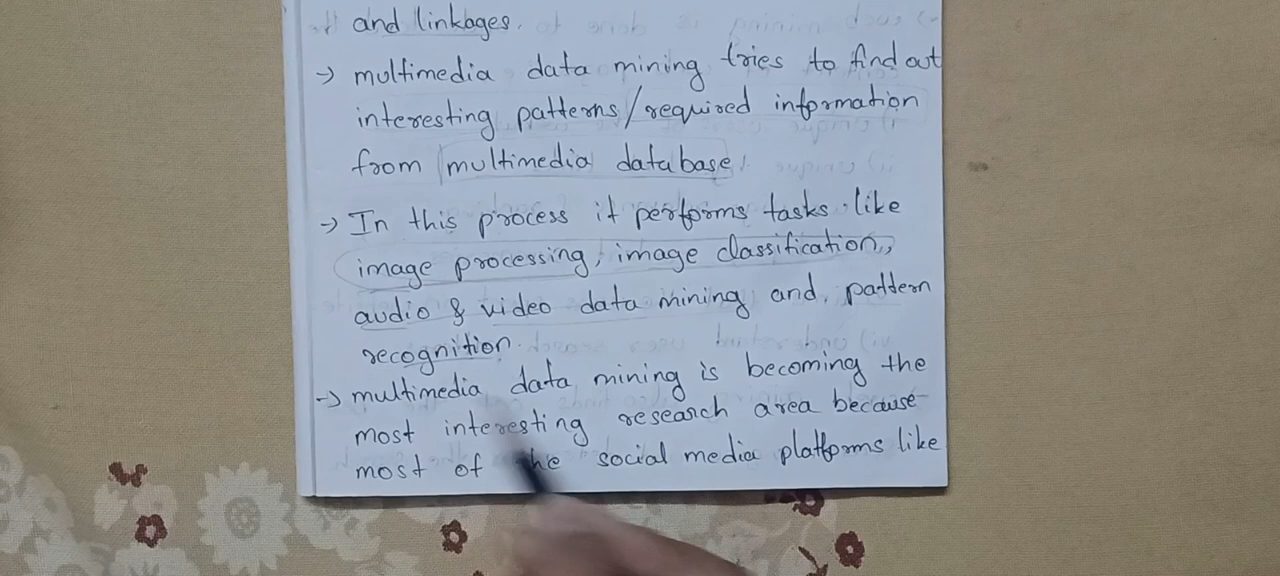 and linkages.
→ multimedia data mining tries to find out
interesting patterns/required information
from multimedia database.
→ In this process it performs tasks like
image processing, image classification,
audio & video data mining and pattern
recognition.
→ multimedia data mining is becoming the
most interesting research area because
most of the social media platforms like